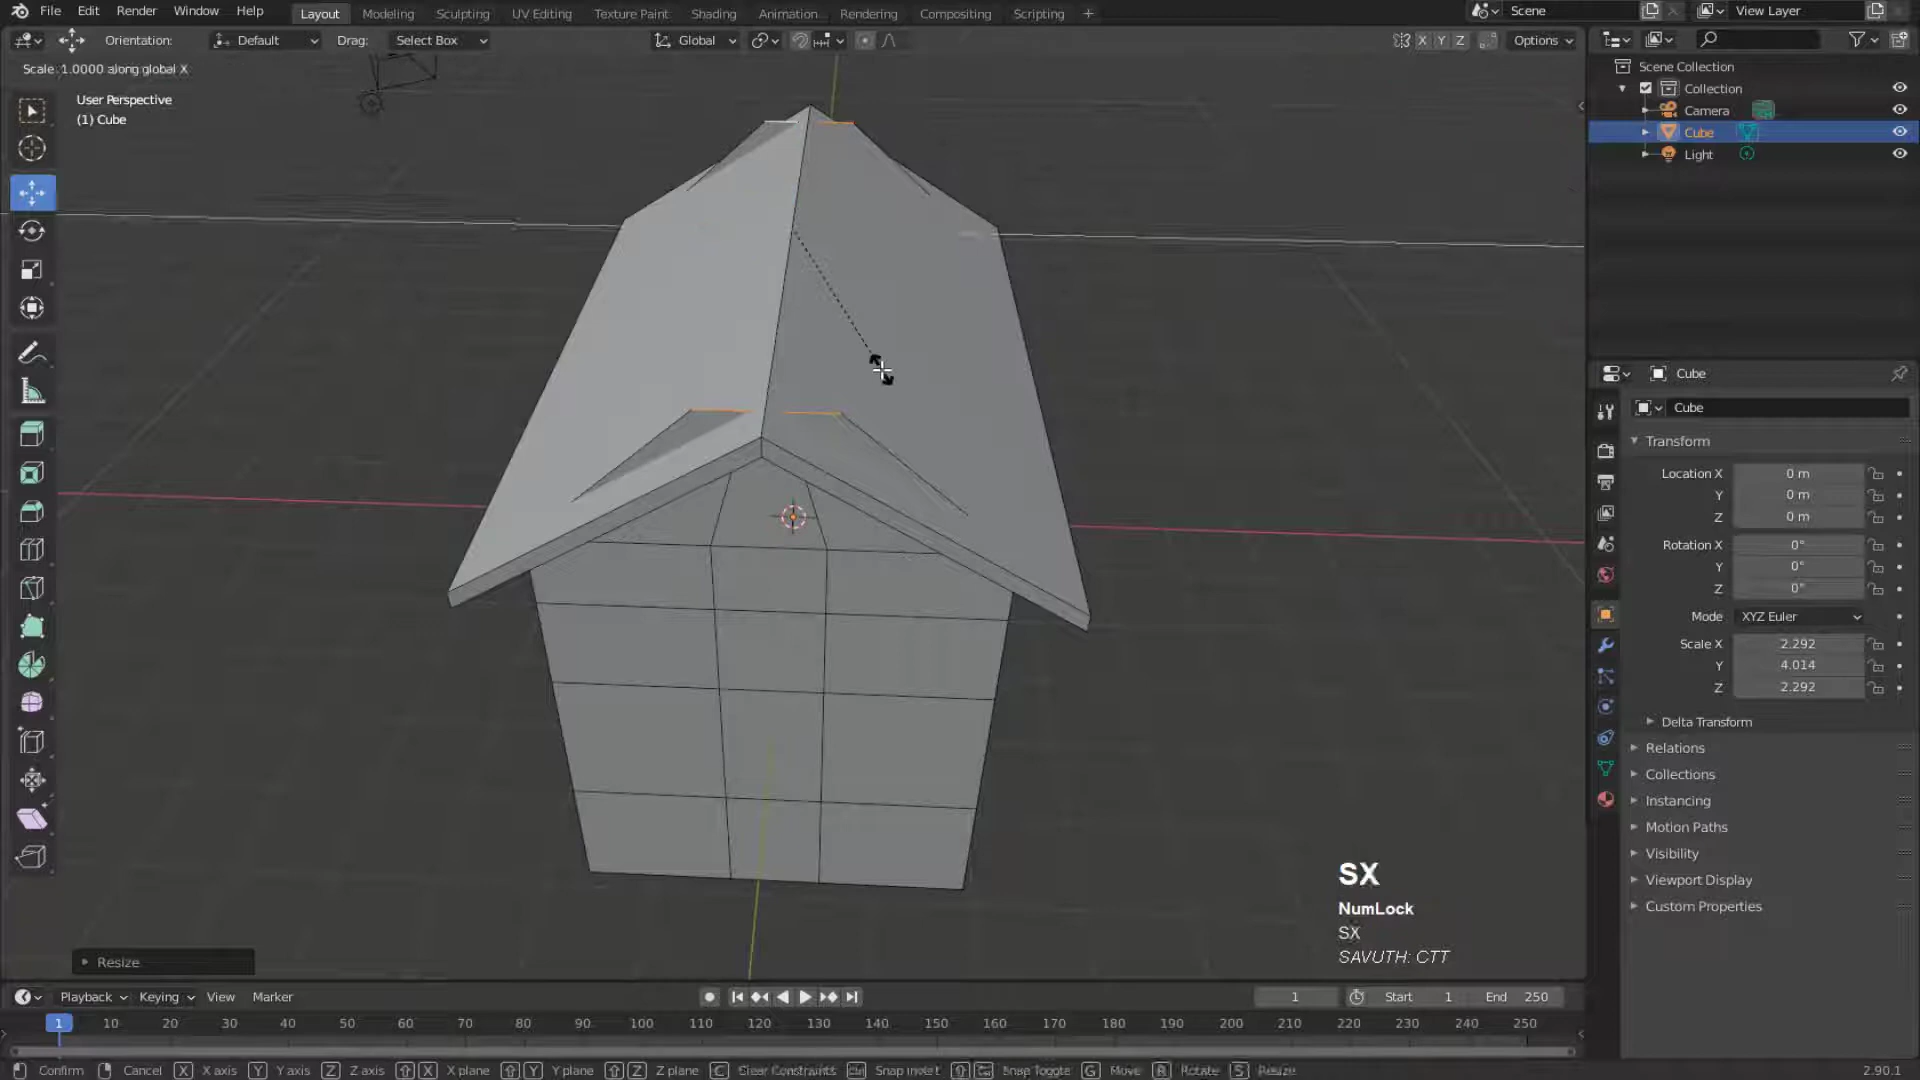 File Edit Render Window Help
Layout Modeling Sculpting UV Editing Texture Paint Shading Animation Rendering Compositing Scripting +
Scene
View Layer
Orientation: Default Drag: Select Box
Global
X Y Z
Options
Scale: 1.0000 along global X
User Perspective
(1) Cube
Scene Collection
Collection
Camera
Cube
Light
Cube
Cube
Transform
Location X 0 m
Y 0 m
Z 0 m
Rotation X 0°
Y 0°
Z 0°
Mode XYZ Euler
Scale X 2.292
Y 4.014
Z 2.292
Delta Transform
Relations
Collections
Instancing
Motion Paths
Visibility
Viewport Display
Custom Properties
SX
NumLock
SX
SAVUTH: CTT
Resize
Playback Keying View Marker
1 Start 1 End 250
1 10 20 30 40 50 60 70 80 90 100 110 120 130 140 150 160 170 180 190 200 210 220 230 240 250
Confirm Cancel X X axis Y Y axis Z Z axis X X plane Y Y plane Z Z plane C Clear Constraints Snap Invert Snap Toggle G Move R Rotate S Resize
2.90.1